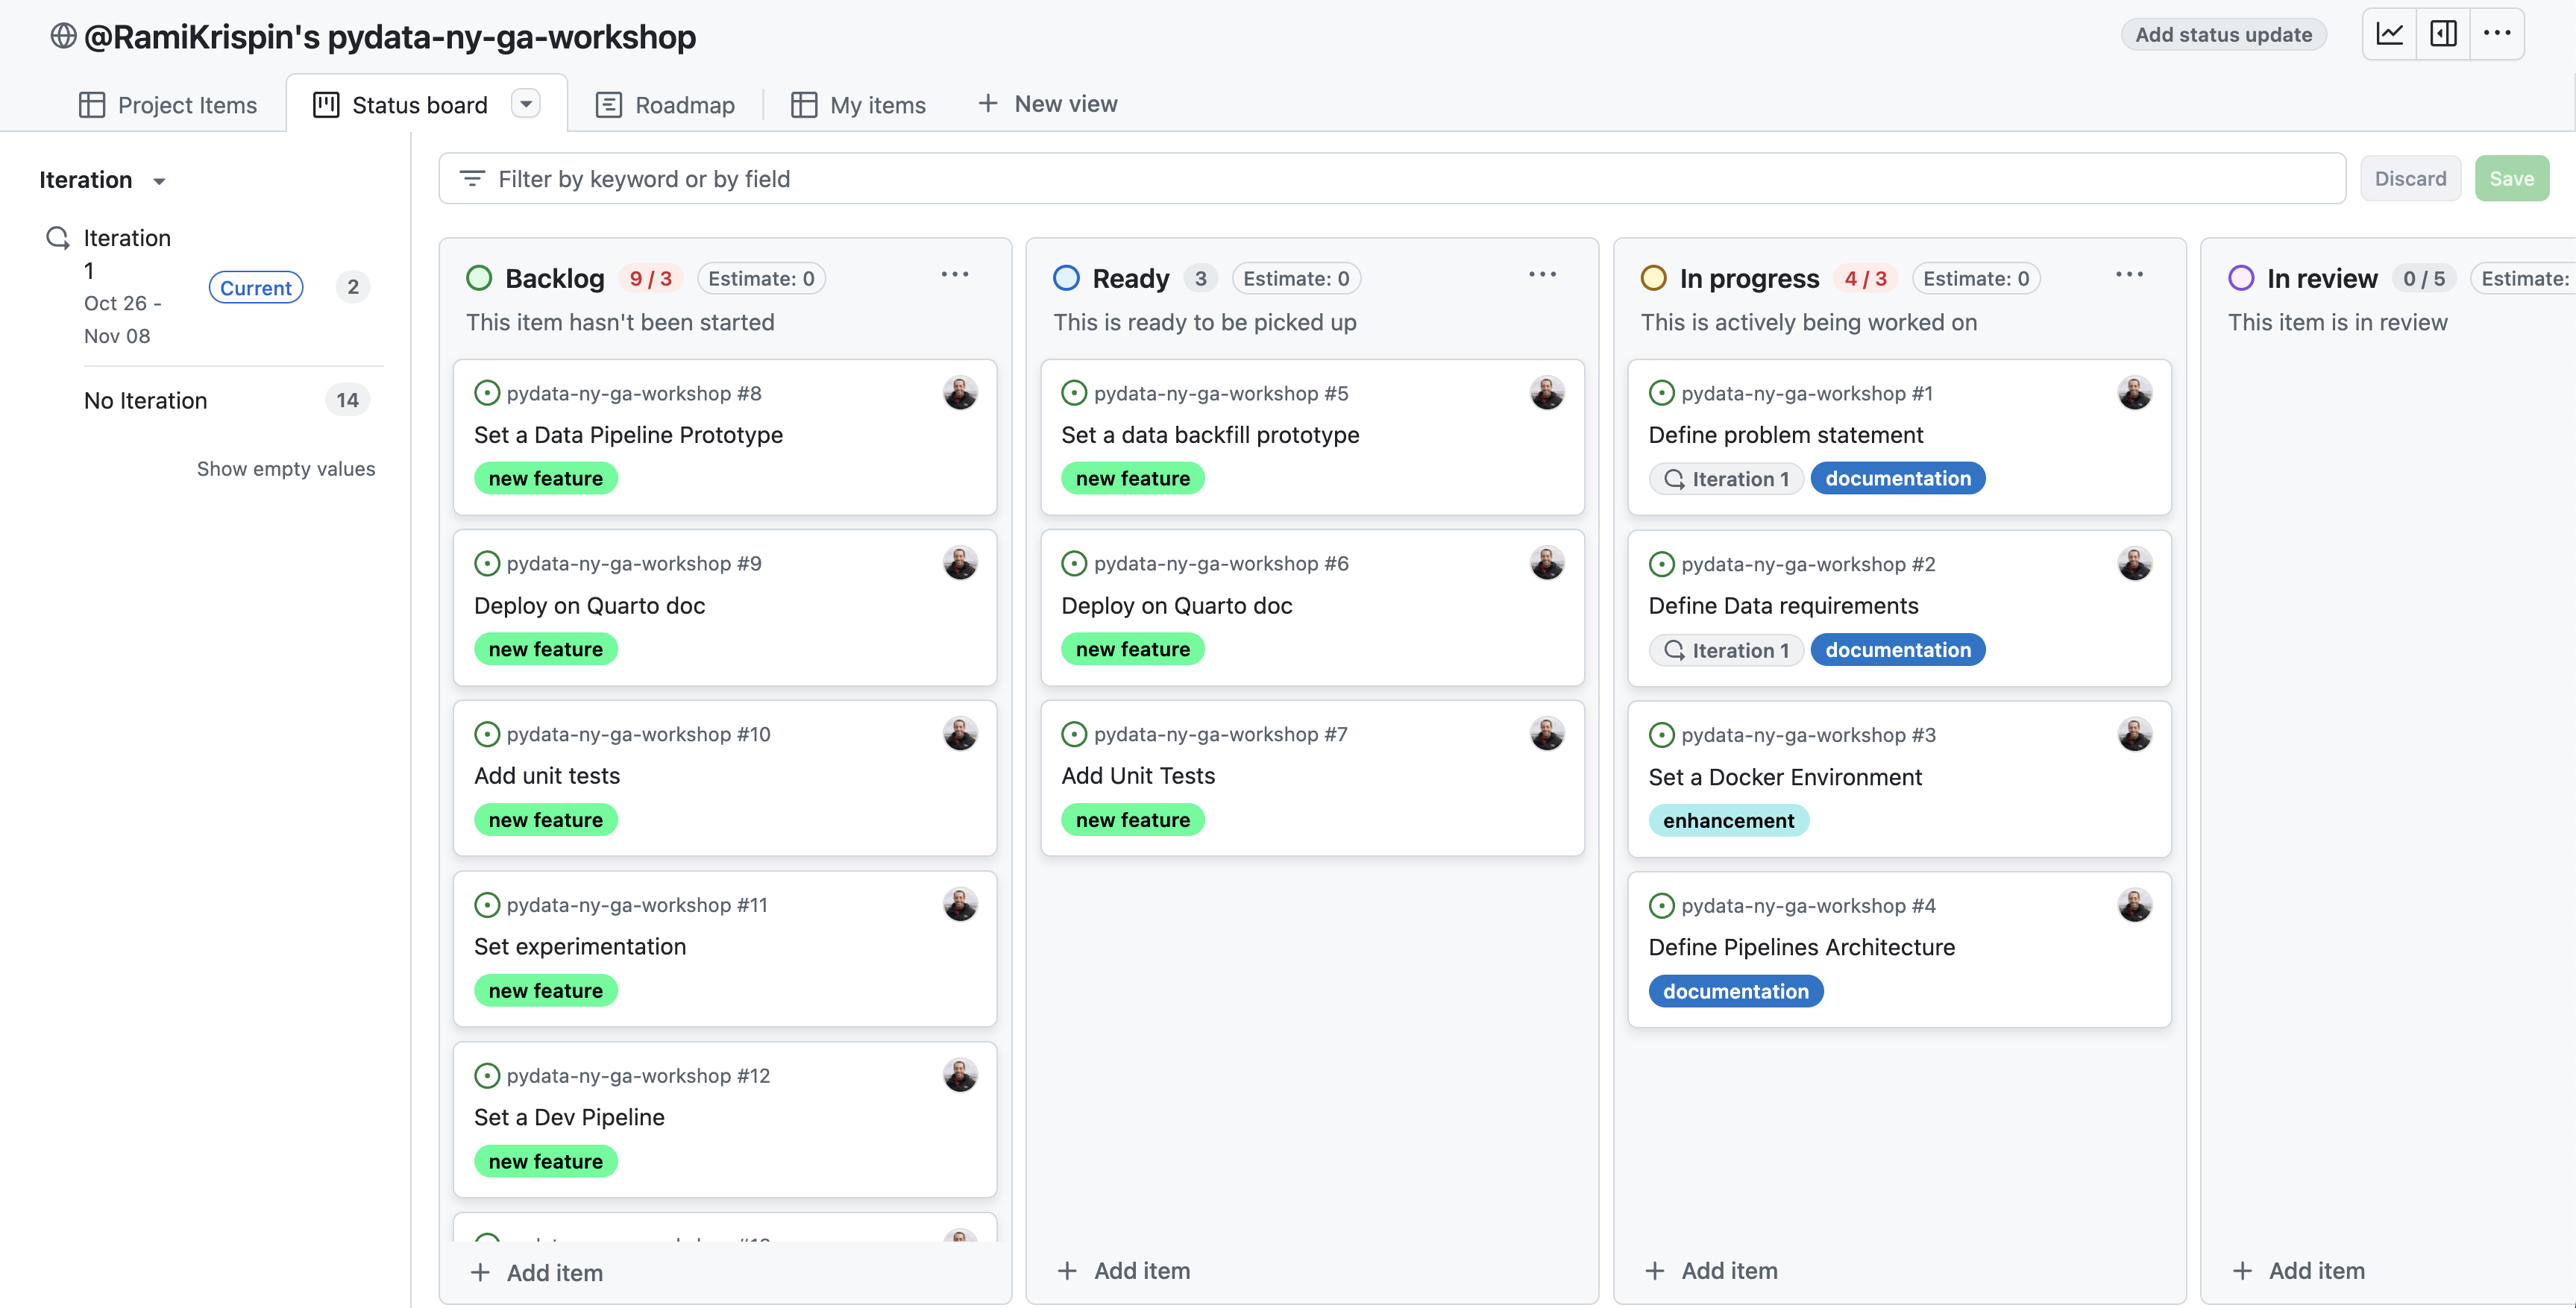 @RamiKrispin's pydata-ny-ga-workshop
Add status update
Project Items
Status board
Roadmap
My items
New view
Iteration
Iteration
1
Oct 26 -
Nov 08
Current
2
No Iteration
14
Show empty values
Filter by keyword or by field
Discard
Save
Backlog 9 / 3 Estimate: 0
This item hasn't been started
pydata-ny-ga-workshop #8
Set a Data Pipeline Prototype
new feature
pydata-ny-ga-workshop #9
Deploy on Quarto doc
new feature
pydata-ny-ga-workshop #10
Add unit tests
new feature
pydata-ny-ga-workshop #11
Set experimentation
new feature
pydata-ny-ga-workshop #12
Set a Dev Pipeline
new feature
Add item
Ready 3 Estimate: 0
This is ready to be picked up
pydata-ny-ga-workshop #5
Set a data backfill prototype
new feature
pydata-ny-ga-workshop #6
Deploy on Quarto doc
new feature
pydata-ny-ga-workshop #7
Add Unit Tests
new feature
Add item
In progress 4 / 3 Estimate: 0
This is actively being worked on
pydata-ny-ga-workshop #1
Define problem statement
Iteration 1 documentation
pydata-ny-ga-workshop #2
Define Data requirements
Iteration 1 documentation
pydata-ny-ga-workshop #3
Set a Docker Environment
enhancement
pydata-ny-ga-workshop #4
Define Pipelines Architecture
documentation
Add item
In review 0 / 5 Estimate:
This item is in review
Add item